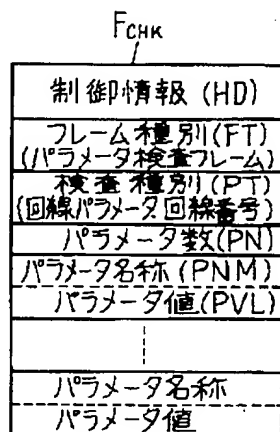 FCHK
制御情報 (HD)
フレーム種別(FT)
(パラメータ検査フレーム)
検査種別(PT)
(回線パラメータ回線番号)
パラメータ数(PN)
パラメータ名称(PNM)
パラメータ値(PVL)
パラメータ名称
パラメータ値